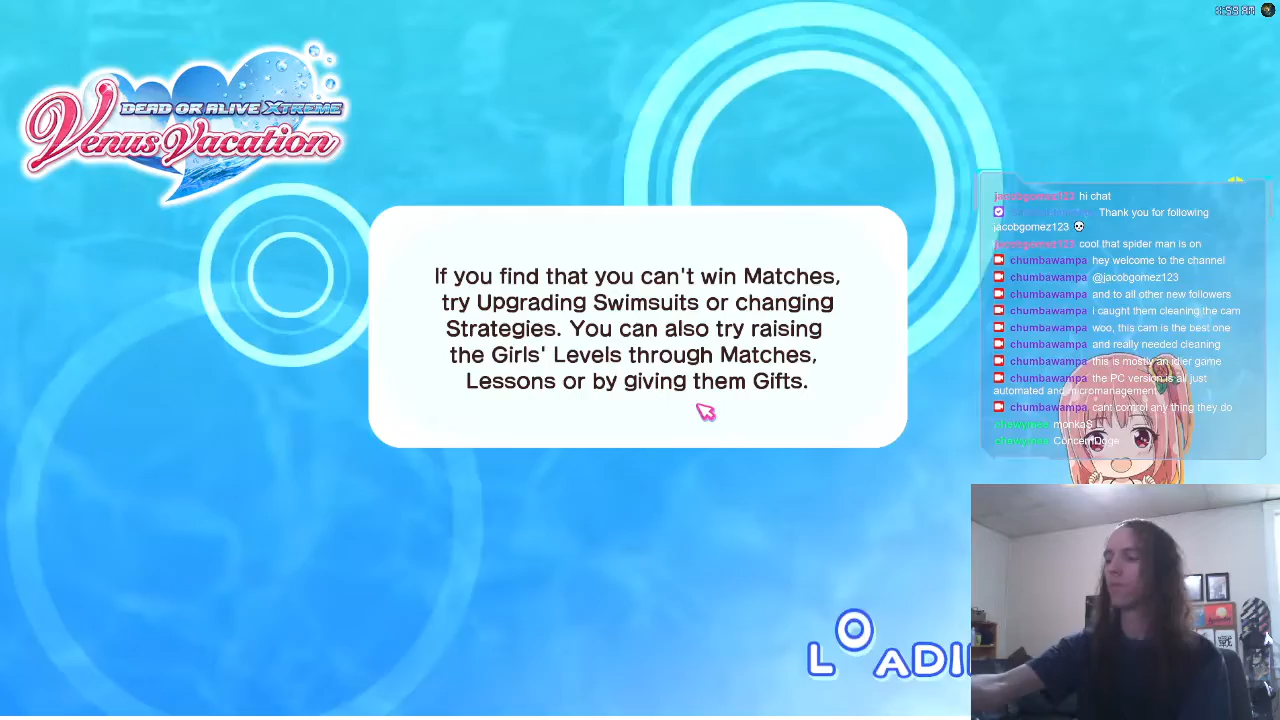 11:59 AM
DEAD OR ALIVE XTREME
Venus Vacation
If you find that you can't win Matches,
try Upgrading Swimsuits or changing
Strategies. You can also try raising
the Girls' Levels through Matches,
Lessons or by giving them Gifts.
jacobgomez123 hi chat
Thank you for following
jacobgomez123
jacobgomez123 cool that spider man is on
chumbawampa hey welcome to the channel
chumbawampa @jacobgomez123
chumbawampa and to all other new followers
chumbawampa i caught them cleaning the cam
chumbawampa woo, this cam is the best one
chumbawampa and really needed cleaning
chumbawampa this is mostly an idler game
chumbawampa the PC version is all just
automated and micromanagement
chumbawampa cant control any thing they do
monkaS
ConcernDoge
LOADI